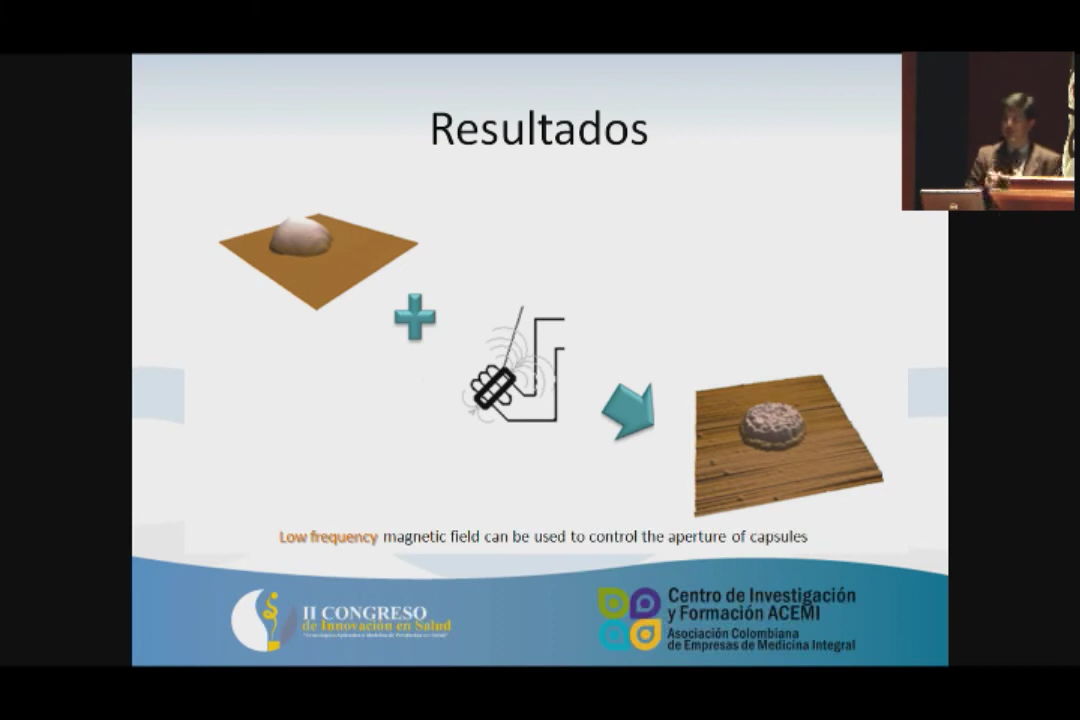 Resultados
Low frequency magnetic field can be used to control the aperture of capsules
II CONGRESO
de Innovación en Salud
Centro de Investigación
y Formación ACEMI
Asociación Colombiana
de Empresas de Medicina Integral